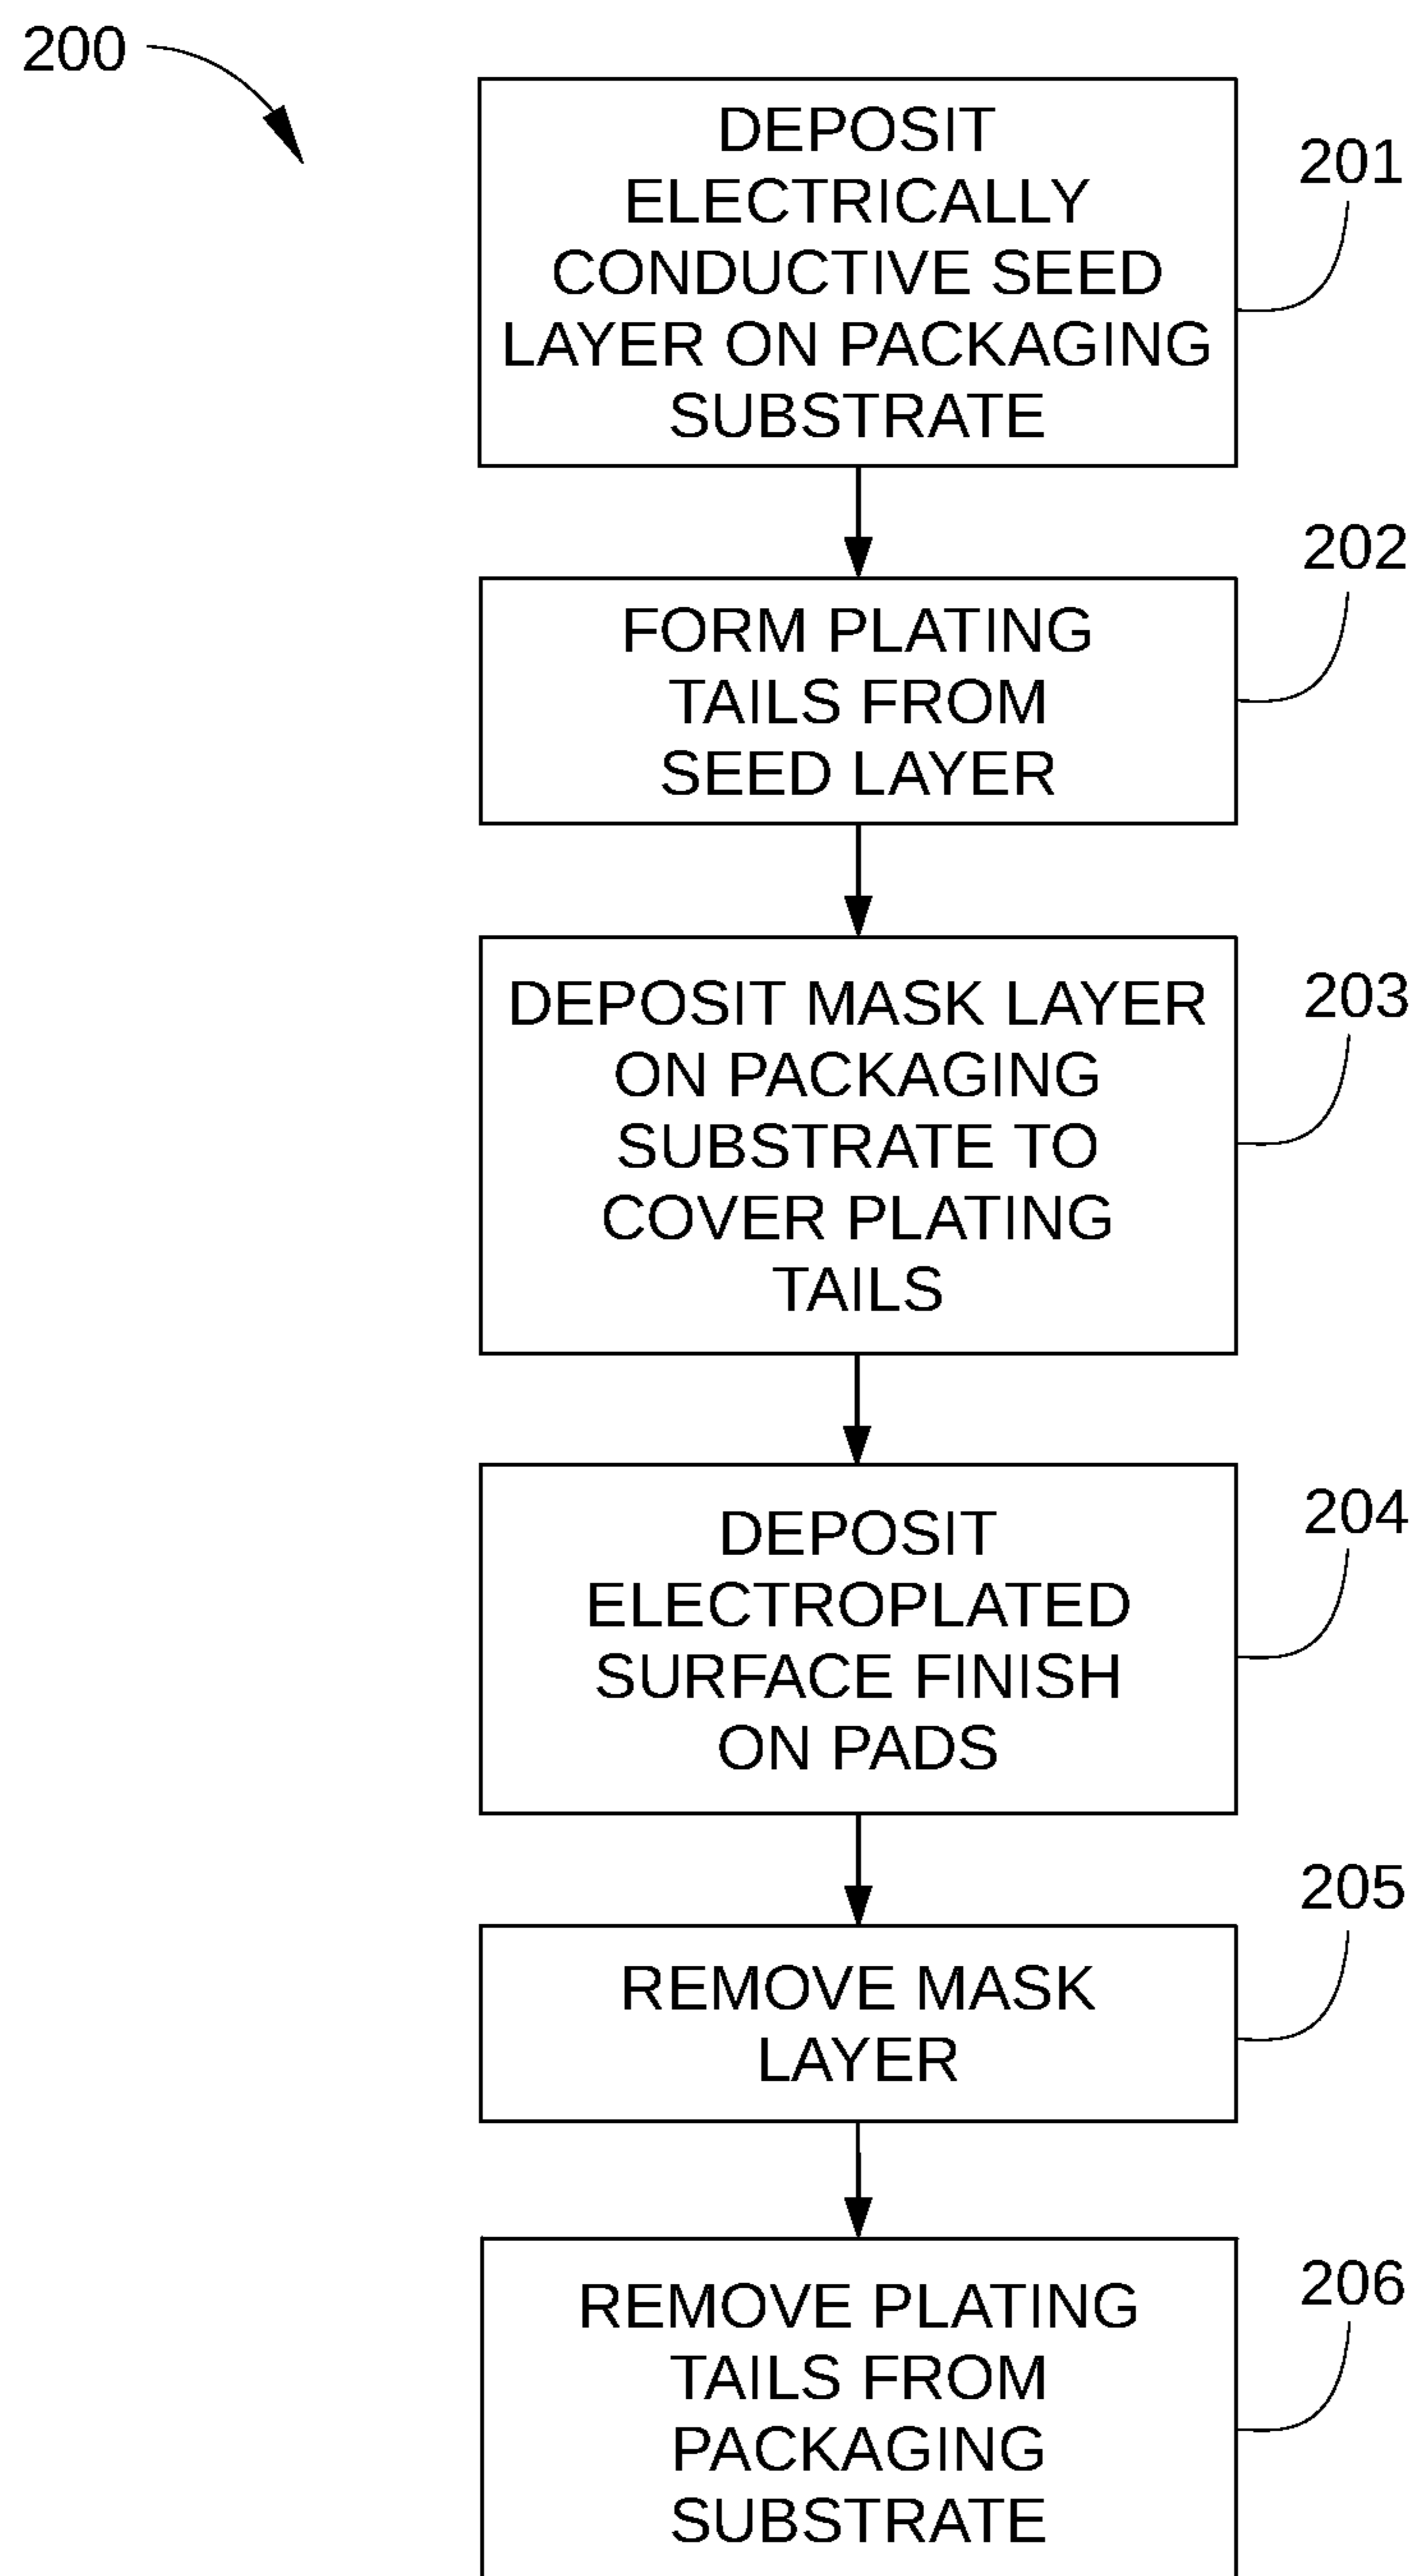 200
DEPOSIT
ELECTRICALLY
CONDUCTIVE SEED
LAYER ON PACKAGING
SUBSTRATE
201
FORM PLATING
TAILS FROM
SEED LAYER
202
DEPOSIT MASK LAYER
ON PACKAGING
SUBSTRATE TO
COVER PLATING
TAILS
203
DEPOSIT
ELECTROPLATED
SURFACE FINISH
ON PADS
204
REMOVE MASK
LAYER
205
REMOVE PLATING
TAILS FROM
PACKAGING
SUBSTRATE
206